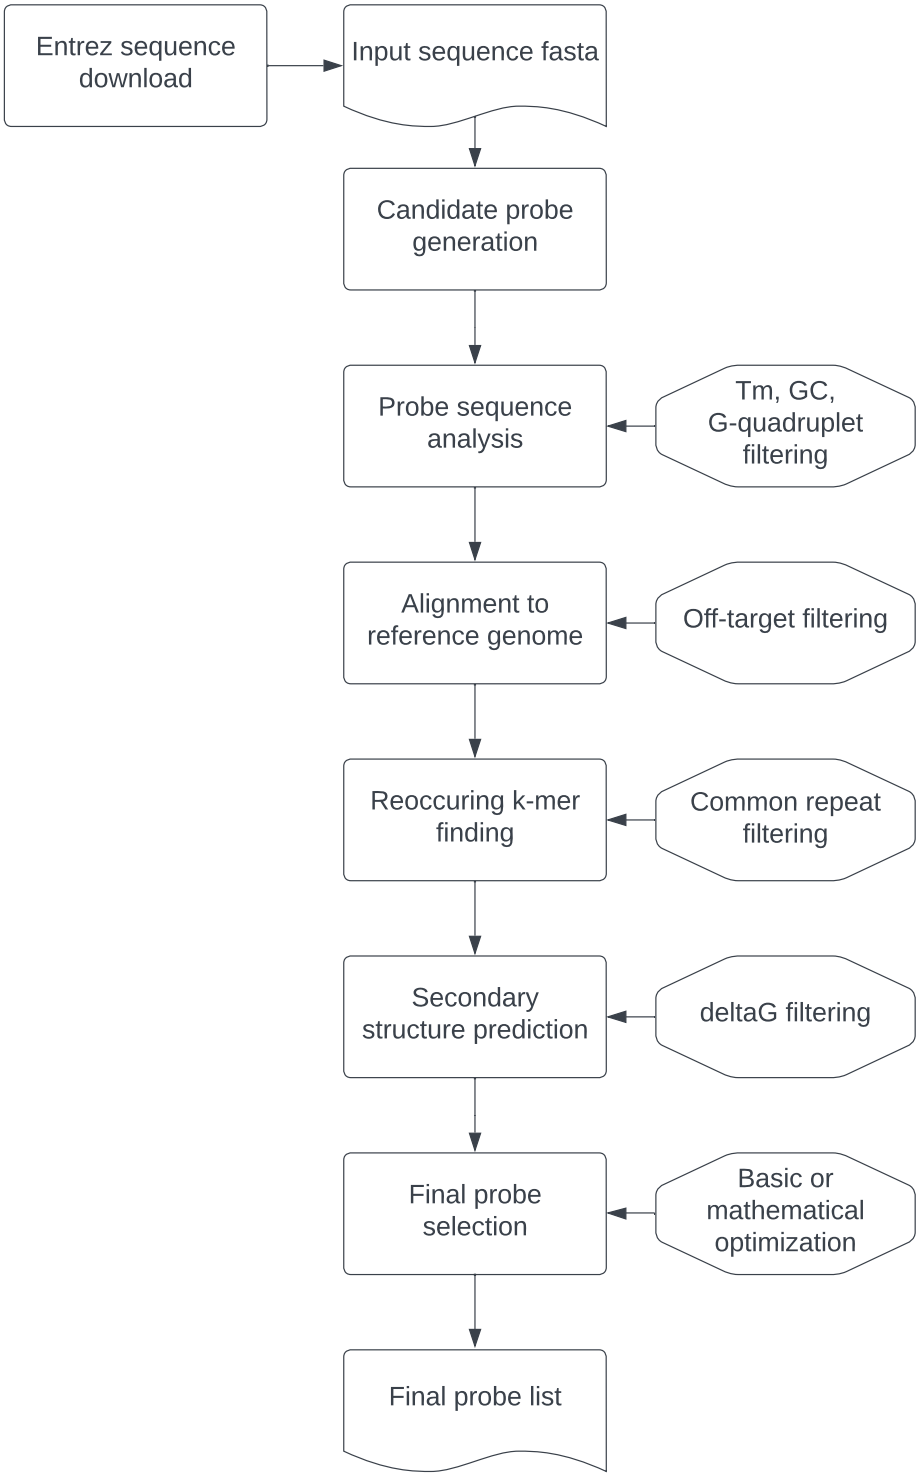 Entrez sequence
download
Input sequence fasta
Candidate probe
generation
Probe sequence
analysis
Tm, GC,
G-quadruplet
filtering
Alignment to
reference genome
Off-target filtering
Reoccuring k-mer
finding
Common repeat
filtering
Secondary
structure prediction
deltaG filtering
Final probe
selection
Basic or
mathematical
optimization
Final probe list